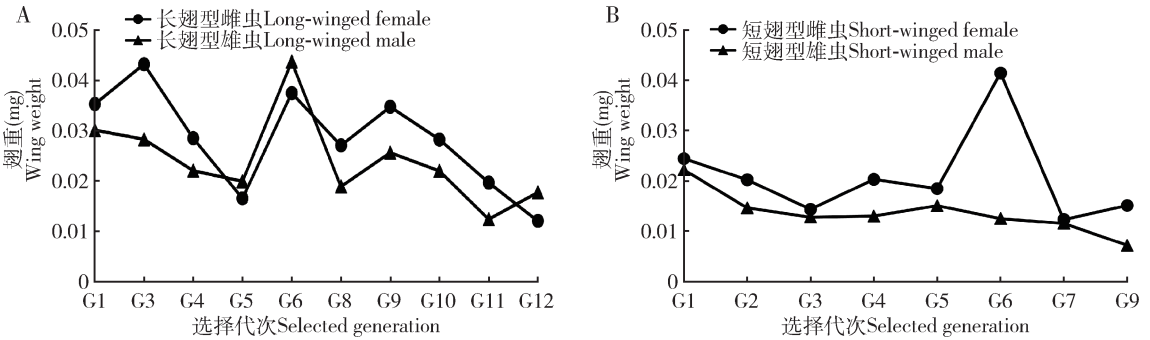 A
长翅型雌虫Long-winged female
长翅型雄虫Long-winged male
翅重(mg)
Wing weight
0.05
0.04
0.03
0.02
0.01
0
G1 G3 G4 G5 G6 G8 G9 G10 G11 G12
选择代次Selected generation
B
短翅型雌虫Short-winged female
短翅型雄虫Short-winged male
翅重(mg)
Wing weight
0.05
0.04
0.03
0.02
0.01
0
G1 G2 G3 G4 G5 G6 G7 G9
选择代次Selected generation